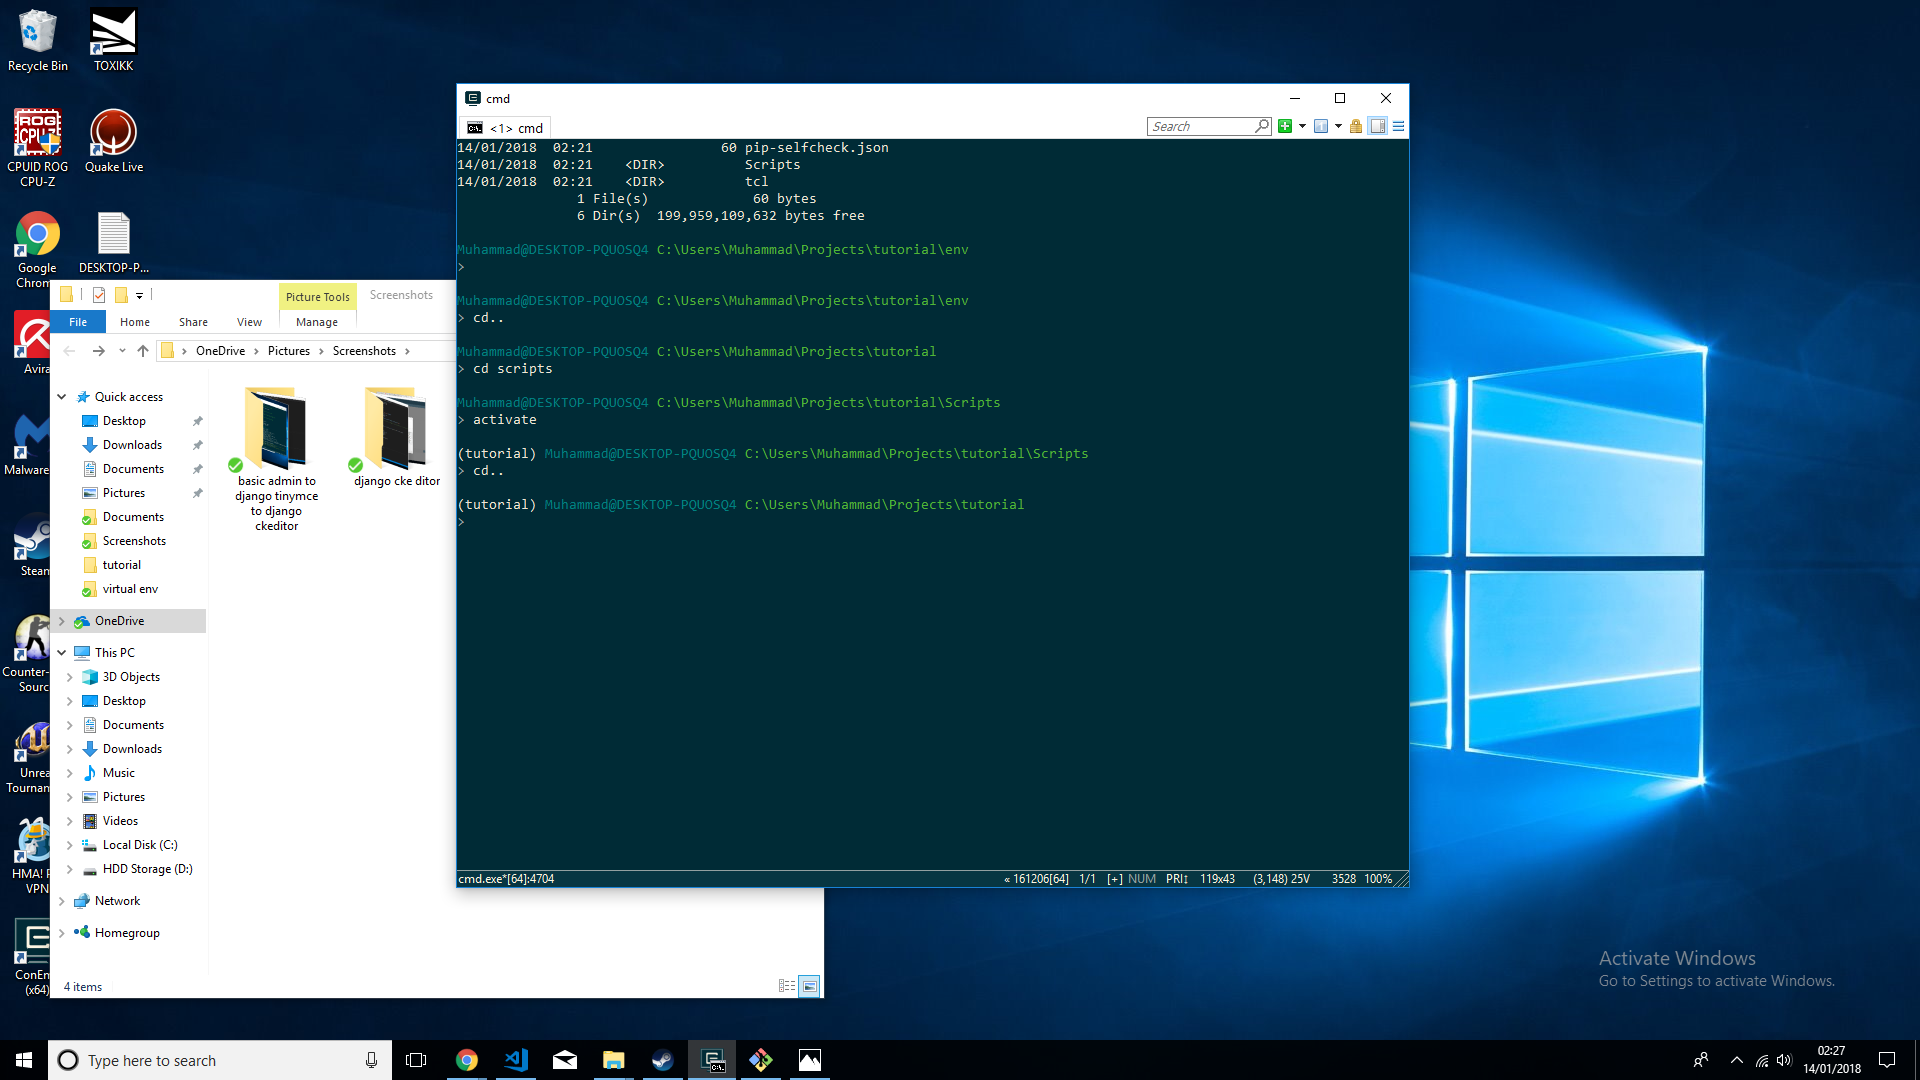 Recycle Bin
TOXIKK
CPUID ROG
CPU-Z
Quake Live
Google
Chrom
DESKTOP-P...
Avira
Malware
Steam
Counter-
Sourc
Unrea
Tournam
HMA! P
VPN
ConEm
(x64)
Picture Tools
Screenshots
File
Home
Share
View
Manage
OneDrive > Pictures > Screenshots >
Quick access
Desktop
Downloads
Documents
Pictures
Documents
Screenshots
tutorial
virtual env
OneDrive
This PC
3D Objects
Desktop
Documents
Downloads
Music
Pictures
Videos
Local Disk (C:)
HDD Storage (D:)
Network
Homegroup
basic admin to
django tinymce
to django
ckeditor
django cke ditor
4 items
cmd
<1> cmd
Search
14/01/2018  02:21                60 pip-selfcheck.json
14/01/2018  02:21    <DIR>          Scripts
14/01/2018  02:21    <DIR>          tcl
1 File(s)             60 bytes
6 Dir(s)  199,959,109,632 bytes free
Muhammad@DESKTOP-PQUOSQ4 C:\Users\Muhammad\Projects\tutorial\env
>
Muhammad@DESKTOP-PQUOSQ4 C:\Users\Muhammad\Projects\tutorial\env
> cd..
Muhammad@DESKTOP-PQUOSQ4 C:\Users\Muhammad\Projects\tutorial
> cd scripts
Muhammad@DESKTOP-PQUOSQ4 C:\Users\Muhammad\Projects\tutorial\Scripts
> activate
(tutorial) Muhammad@DESKTOP-PQUOSQ4 C:\Users\Muhammad\Projects\tutorial\Scripts
> cd..
(tutorial) Muhammad@DESKTOP-PQUOSQ4 C:\Users\Muhammad\Projects\tutorial
>
cmd.exe*[64]:4704
« 161206[64]  1/1  [+] NUM  PRI↕  119x43  (3,148) 25V  3528  100%
Activate Windows
Go to Settings to activate Windows.
Type here to search
02:27
14/01/2018